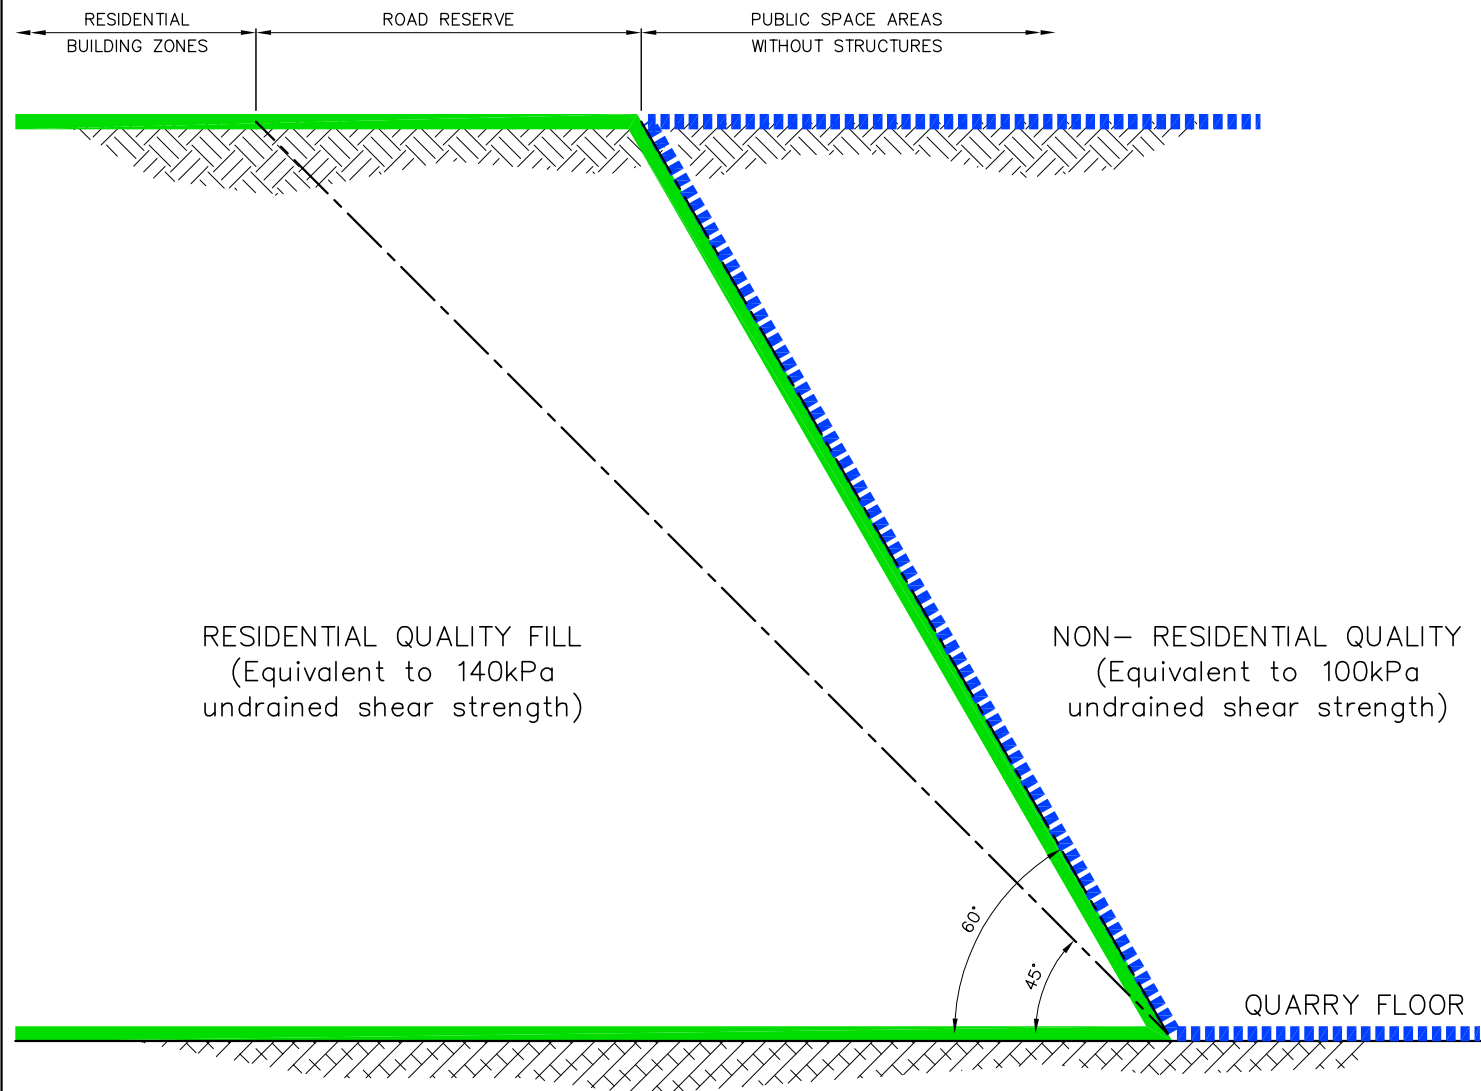 RESIDENTIAL
BUILDING ZONES
ROAD RESERVE
PUBLIC SPACE AREAS
WITHOUT STRUCTURES
RESIDENTIAL QUALITY FILL
(Equivalent to 140kPa
undrained shear strength)
NON- RESIDENTIAL QUALITY
(Equivalent to 100kPa
undrained shear strength)
60°
45°
QUARRY FLOOR